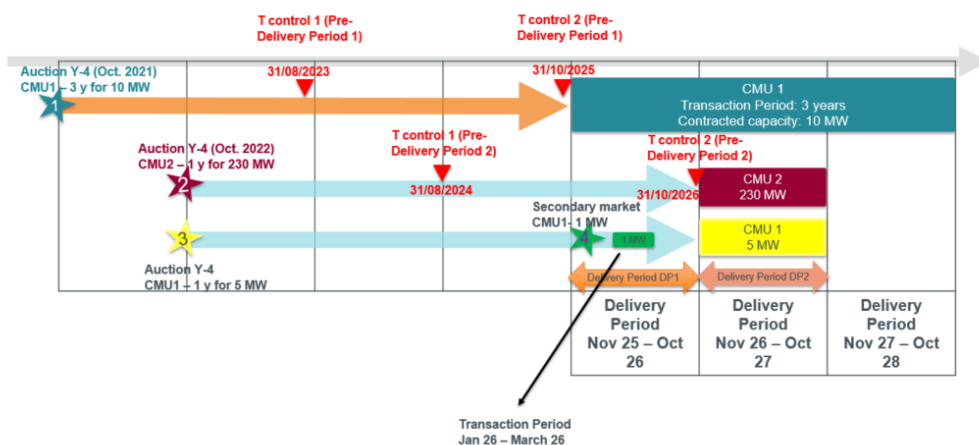 T control 1 (Pre-
Delivery Period 1)
T control 2 (Pre-
Delivery Period 1)
Auction Y-4 (Oct. 2021)
CMU1 – 3 y for 10 MW
31/08/2023
31/10/2025
1
CMU 1
Transaction Period: 3 years
Contracted capacity: 10 MW
Auction Y-4 (Oct. 2022)
CMU2 – 1 y for 230 MW
T control 1 (Pre-
Delivery Period 2)
T control 2 (Pre-
Delivery Period 2)
2
31/08/2024
31/10/2026
CMU 2
230 MW
Secondary market
CMU1- 1 MW
3
4
1 MW
CMU 1
5 MW
Auction Y-4
CMU1 – 1 y for 5 MW
Delivery Period DP1
Delivery Period DP2
Delivery
Period
Nov 25 – Oct
26
Delivery
Period
Nov 26 – Oct
27
Delivery
Period
Nov 27 – Oct
28
Transaction Period
Jan 26 – March 26